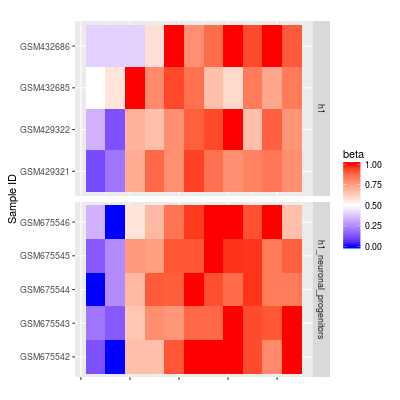 GSM432686
GSM432685
GSM429322
GSM429321
h1
GSM675546
GSM675545
GSM675544
GSM675543
GSM675542
h1_neuronal_progenitors
Sample ID
beta
1.00
0.75
0.50
0.25
0.00